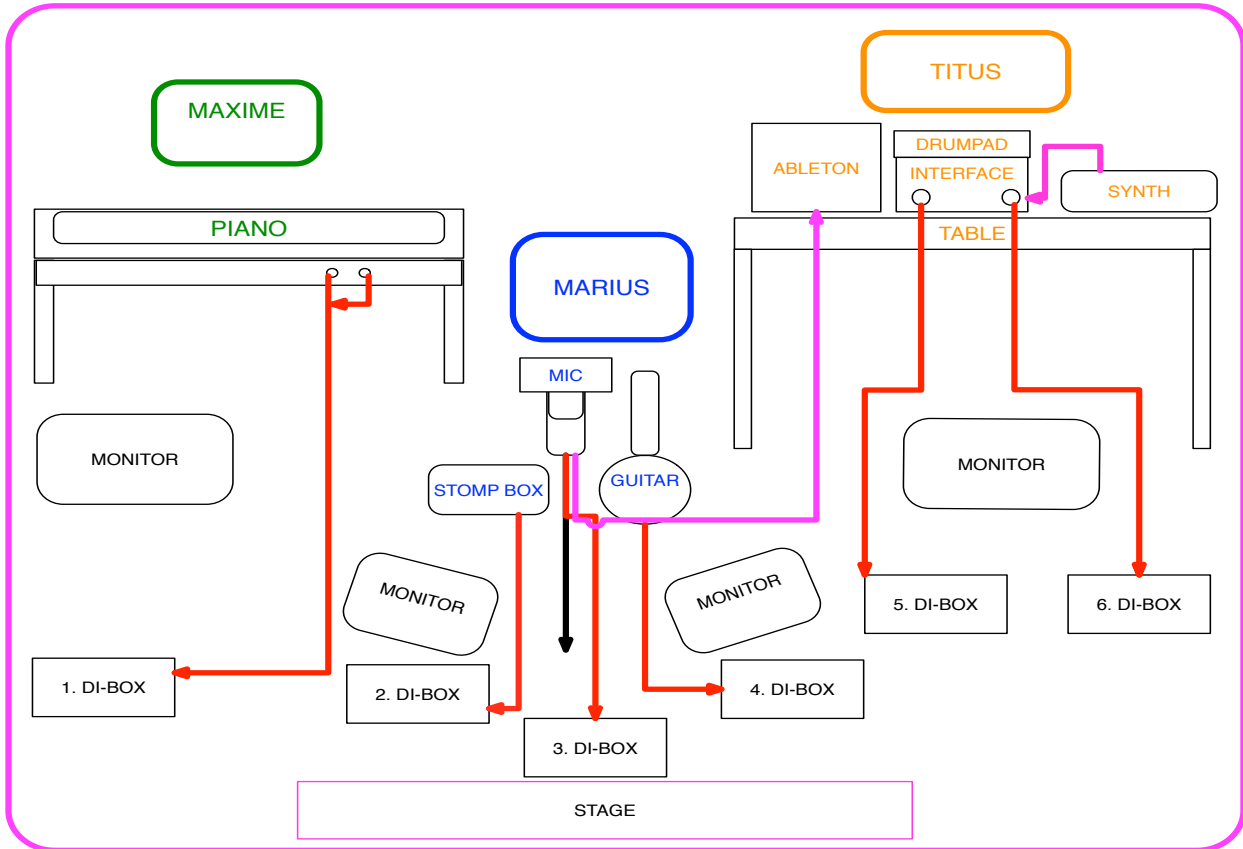 TITUS
MAXIME
DRUMPAD
ABLETON
INTERFACE
SYNTH
PIANO
TABLE
MARIUS
MIC
MONITOR
STOMP BOX
GUITAR
MONITOR
MONITOR
MONITOR
5. DI-BOX
6. DI-BOX
1. DI-BOX
2. DI-BOX
4. DI-BOX
3. DI-BOX
STAGE